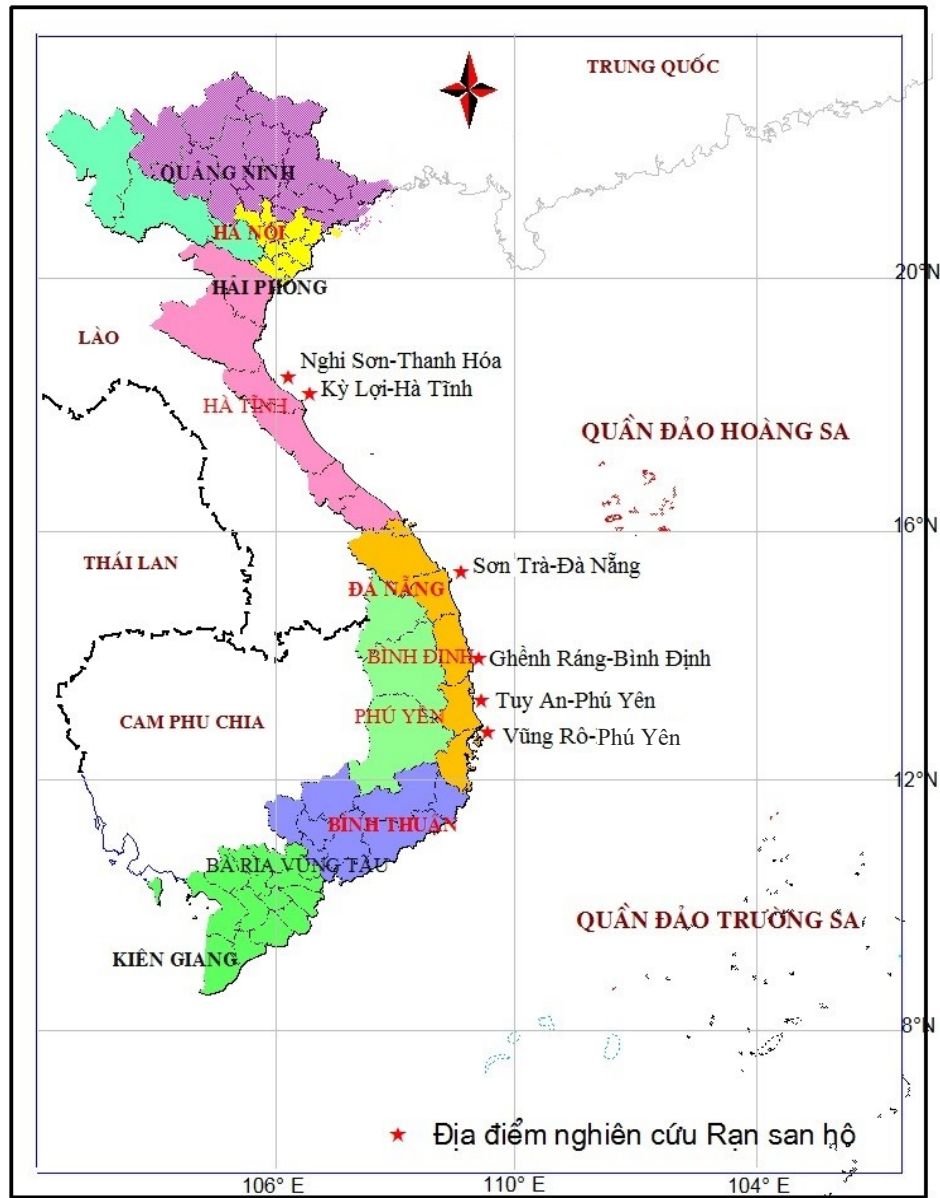 TRUNG QUỐC
QUẢNG NINH
HÀ NỘI
20°N
HẢI PHÒNG
LÀO
Nghi Sơn-Thanh Hóa
Kỳ Lợi-Hà Tĩnh
HÀ TĨNH
QUẦN ĐẢO HOÀNG SA
16°N
THÁI LAN
Sơn Trà-Đà Nẵng
ĐÀ NẴNG
BÌNH ĐỊNH
Ghềnh Ráng-Bình Định
Tuy An-Phú Yên
PHÚ YÊN
CAM PHU CHIA
Vũng Rô-Phú Yên
12°N
BÌNH THUẬN
BÀ RỊA VŨNG TÀU
QUẦN ĐẢO TRƯỜNG SA
KIÊN GIANG
8°N
Địa điểm nghiên cứu Rạn san hô
106° E
110° E
104° E